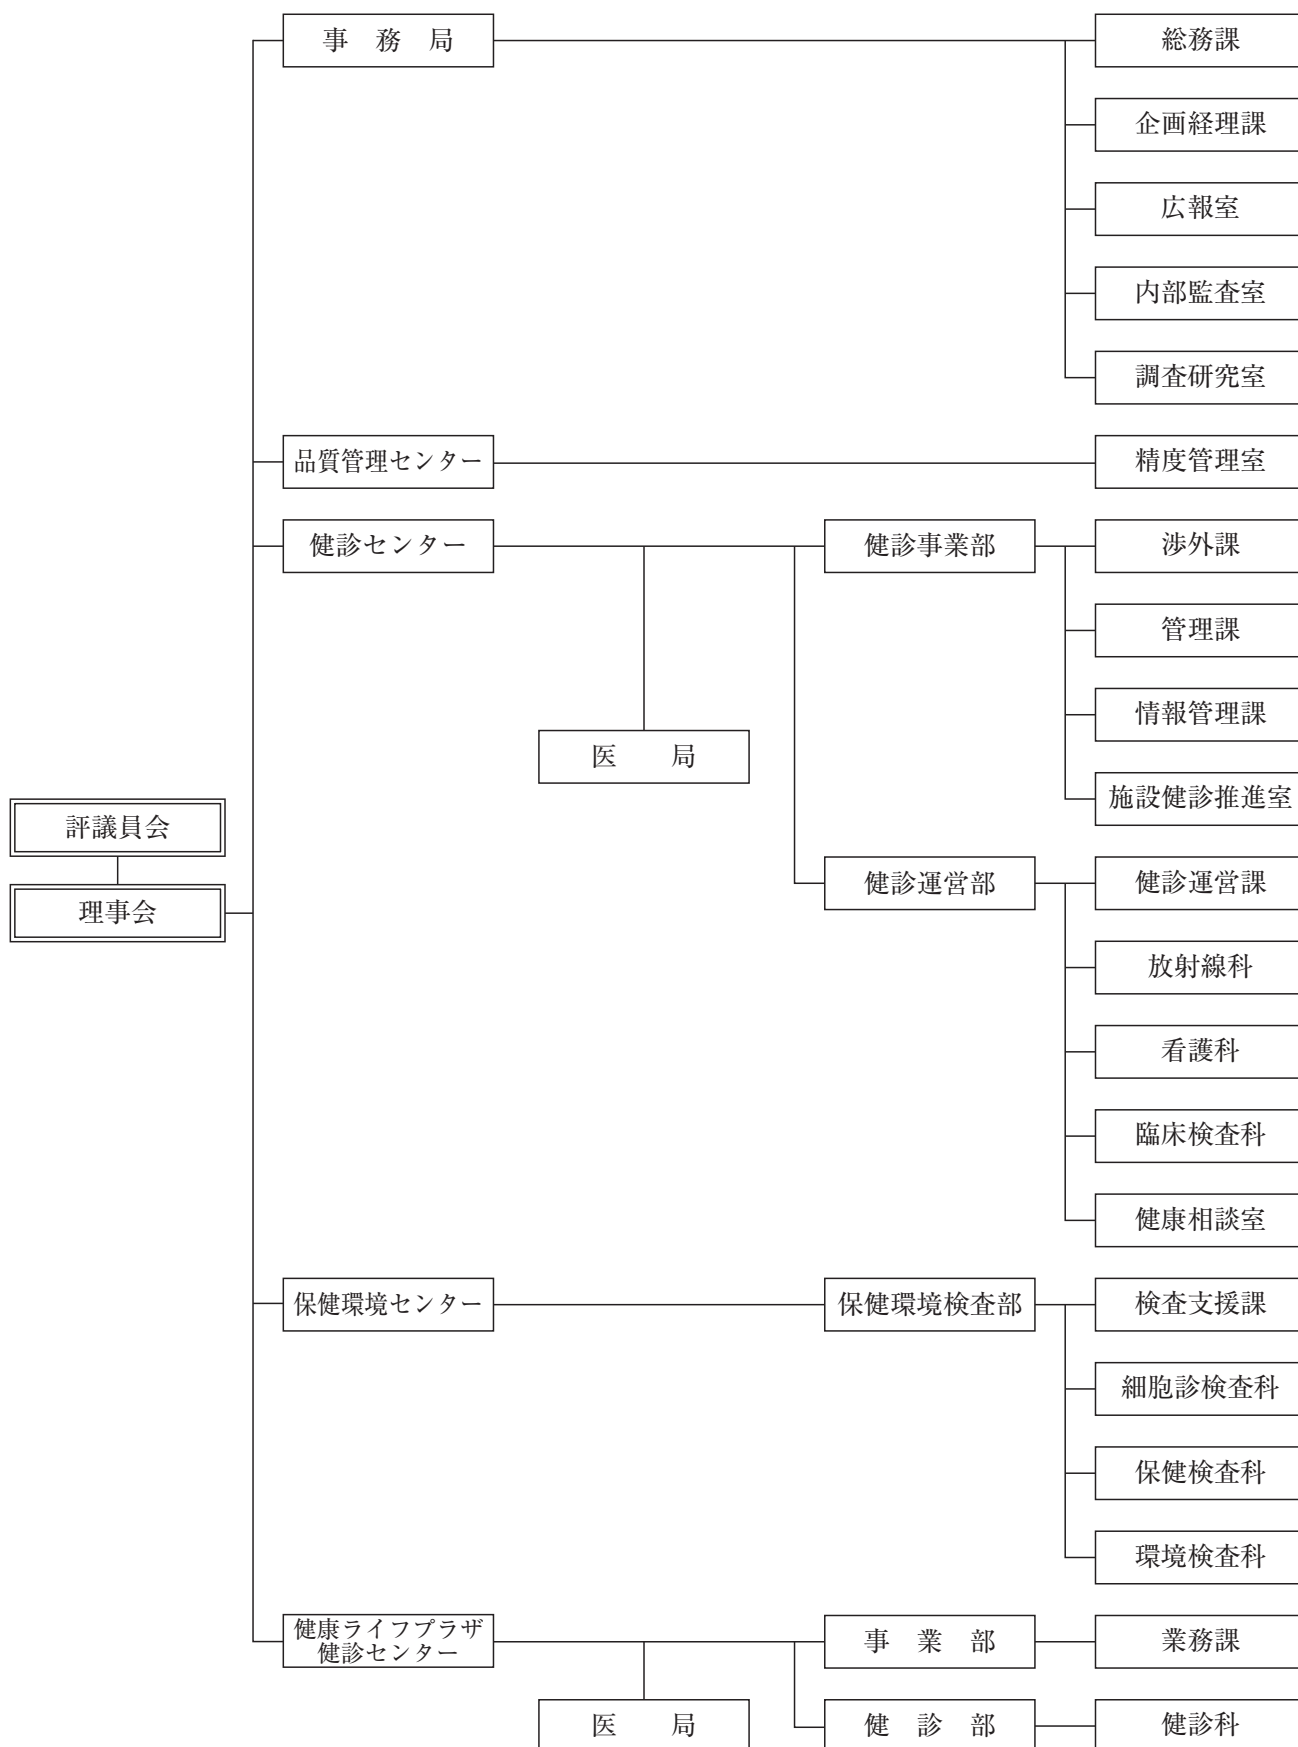 評議員会
理事会
事　務　局
総務課
企画経理課
広報室
内部監査室
調査研究室
品質管理センター
精度管理室
健診センター
医　　局
健診事業部
渉外課
管理課
情報管理課
施設健診推進室
健診運営部
健診運営課
放射線科
看護科
臨床検査科
健康相談室
保健環境センター
保健環境検査部
検査支援課
細胞診検査科
保健検査科
環境検査科
健康ライフプラザ
健診センター
医　　局
事　業　部
業務課
健　診　部
健診科